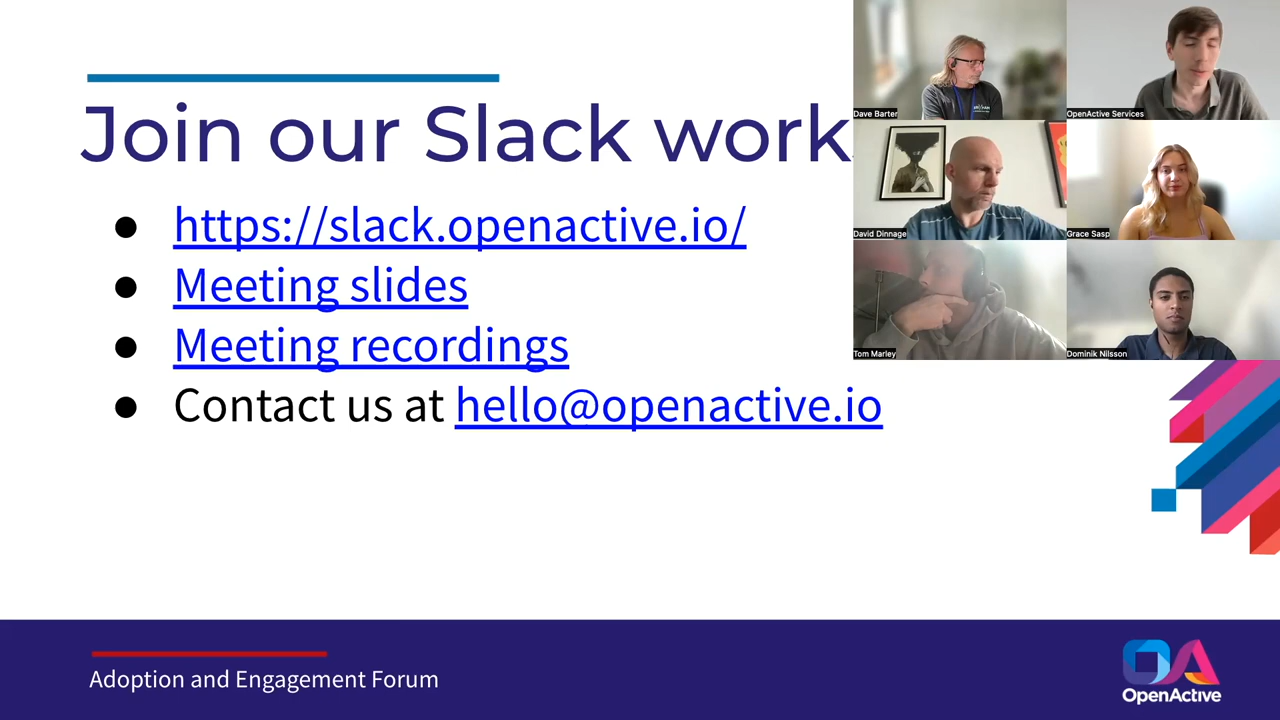 Join our Slack work
https://slack.openactive.io/
Meeting slides
Meeting recordings
Contact us at hello@openactive.io
Dave Barter
OpenActive Services
David Dinnage
Grace Sasp
Tom Marley
Dominik Nilsson
Adoption and Engagement Forum
OpenActive